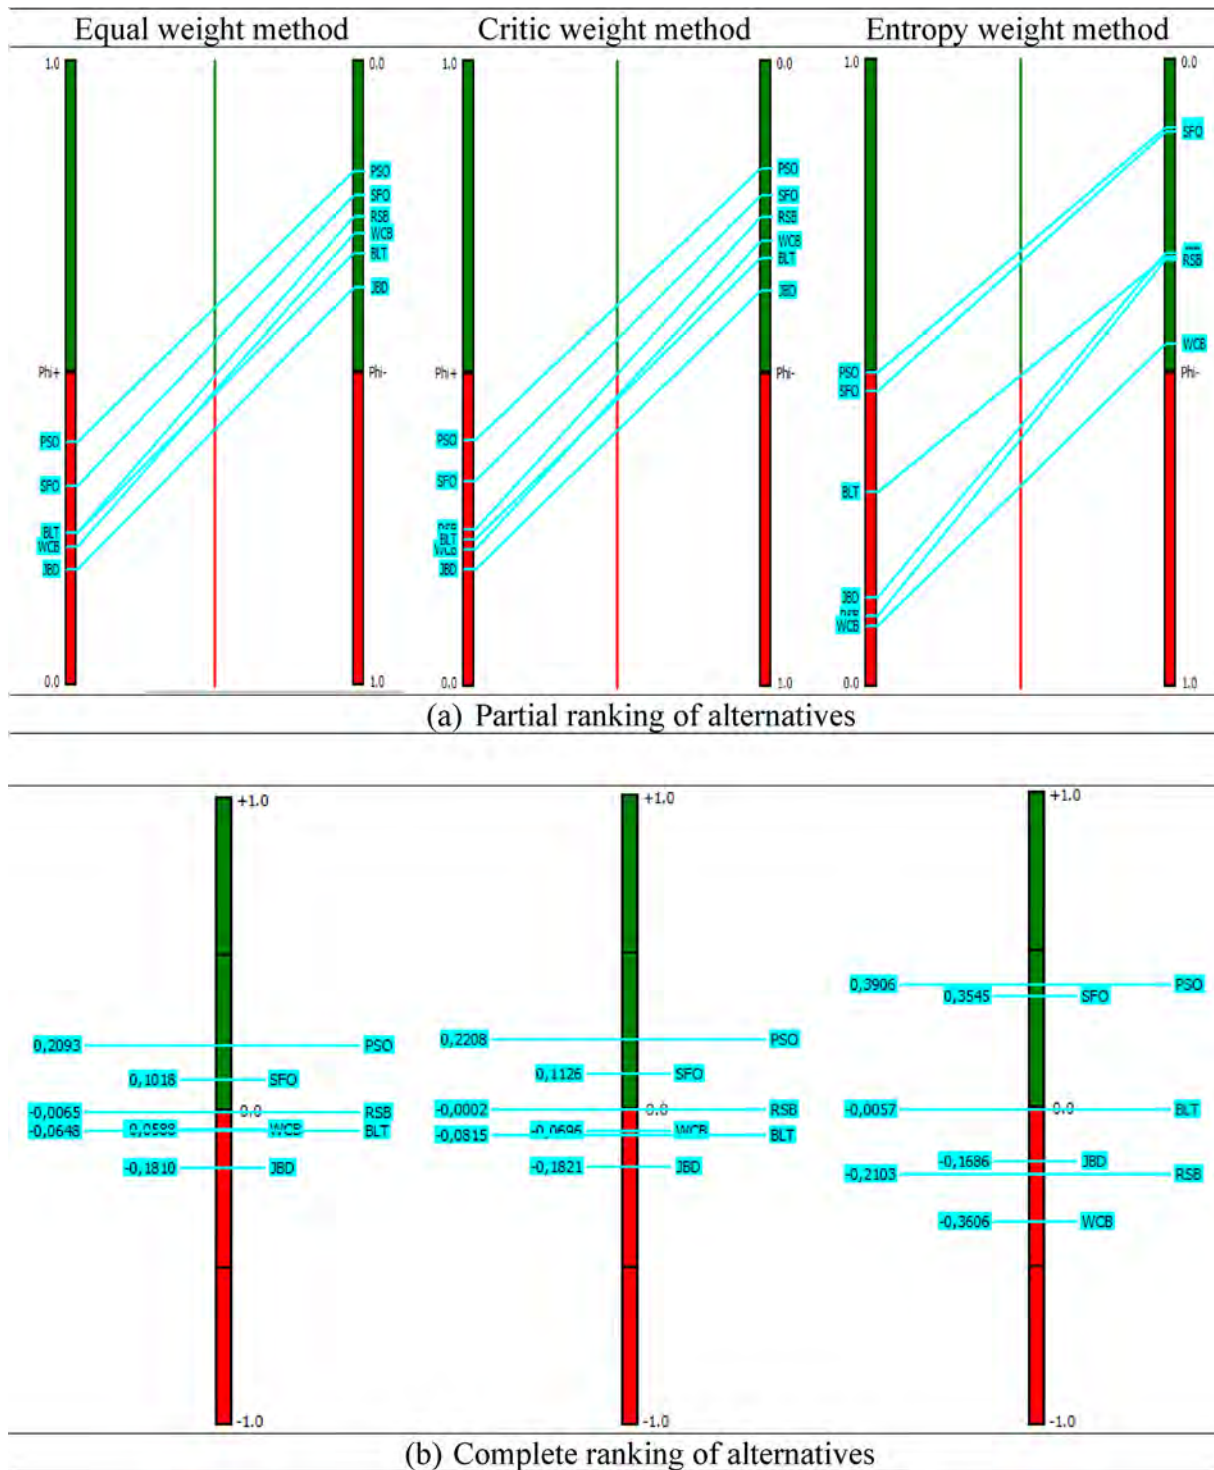 Equal weight method Critic weight method Entropy weight method
1.0 0.0 1.0 0.0 1.0 0.0
SFO
PSO PSO
SFO SFO
RSB RSB
WCB WCB
BLT BLT RSB
JBD JBD
WCB
Phi+ Phi- Phi+ Phi- PSO Phi-
SFO
PSO PSO
SFO SFO BLT
BLT BLT
WCB
JBD JBD
JBD
WCB
0.0 1.0 0.0 1.0 0.0 1.0
(a) Partial ranking of alternatives
+1.0 +1.0 +1.0
0,3906 PSO
0,3545 SFO
0,2093 PSO 0,2208 PSO
0,1018 SFO 0,1126 SFO
-0,0065 0.0 RSB -0,0002 0.0 RSB -0,0057 0.0 BLT
WCB -0,0696 WCB
-0,0648 BLT -0,0815 BLT
-0,1810 JBD -0,1821 JBD -0,1686 JBD
-0,2103 RSB
-0,3606 WCB
-1.0 -1.0 -1.0
(b) Complete ranking of alternatives